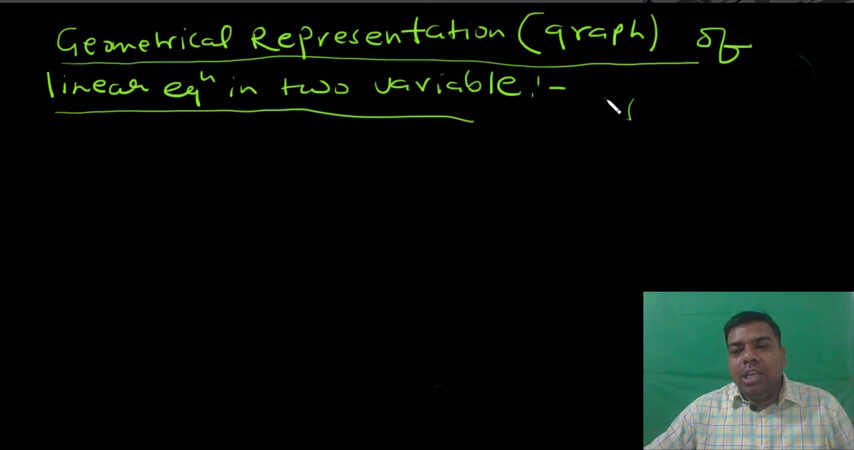 Geometrical Representation (graph) of
linear eqⁿ in two variable :-